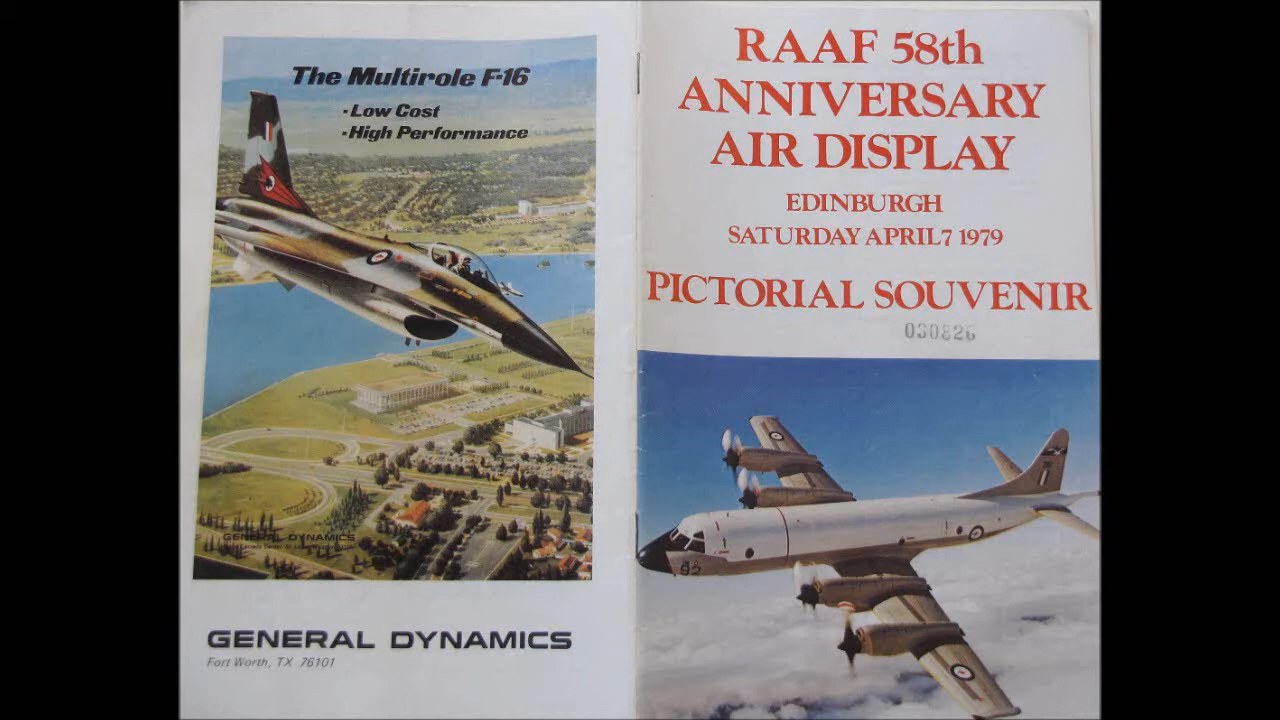 The Multirole F-16
·Low Cost
·High Performance
GENERAL DYNAMICS
GENERAL DYNAMICS
Fort Worth, TX 76101
RAAF 58th
ANNIVERSARY
AIR DISPLAY
EDINBURGH
SATURDAY APRIL 7 1979
PICTORIAL SOUVENIR
030826